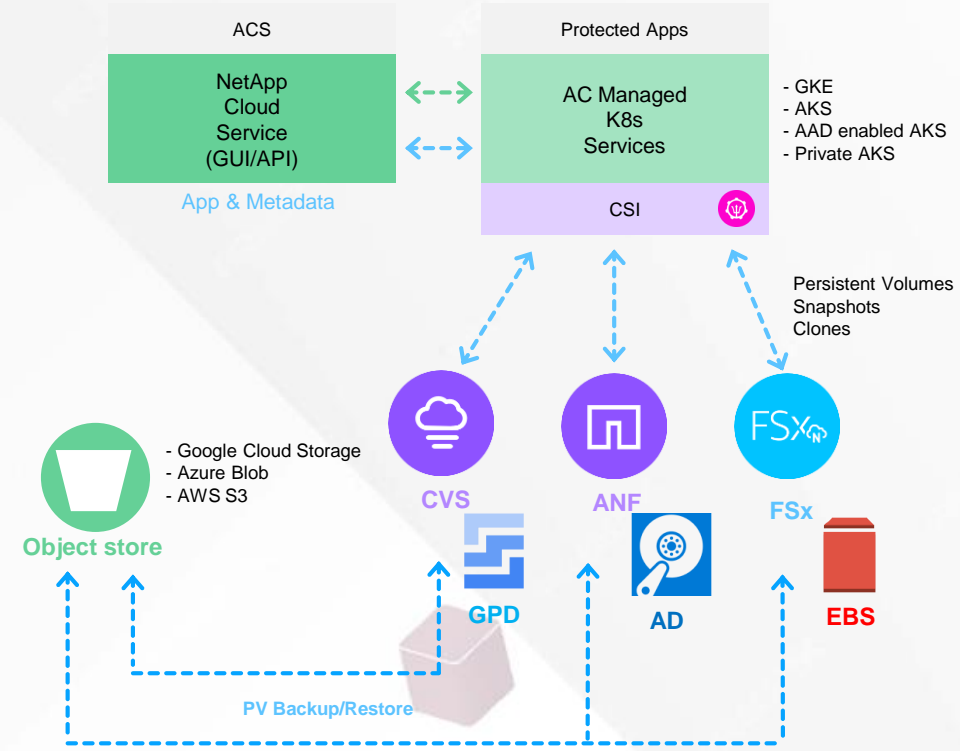 ACS
NetApp
Cloud
Service
(GUI/API)
App & Metadata
Protected Apps
AC Managed
K8s
Services
CSI
- GKE
- AKS
- AAD enabled AKS
- Private AKS
Persistent Volumes
Snapshots
Clones
- Google Cloud Storage
- Azure Blob
- AWS S3
Object store
CVS
ANF
FSx N
FSx
GPD
AD
EBS
PV Backup/Restore